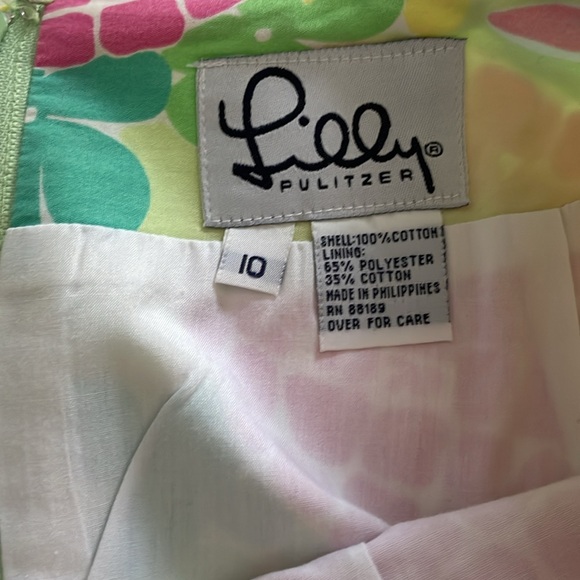 Lilly®
PULITZER
10
SHELL:100%COTTON
LINING:
65% POLYESTER
35% COTTON
MADE IN PHILIPPINES
RN 88189
OVER FOR CARE